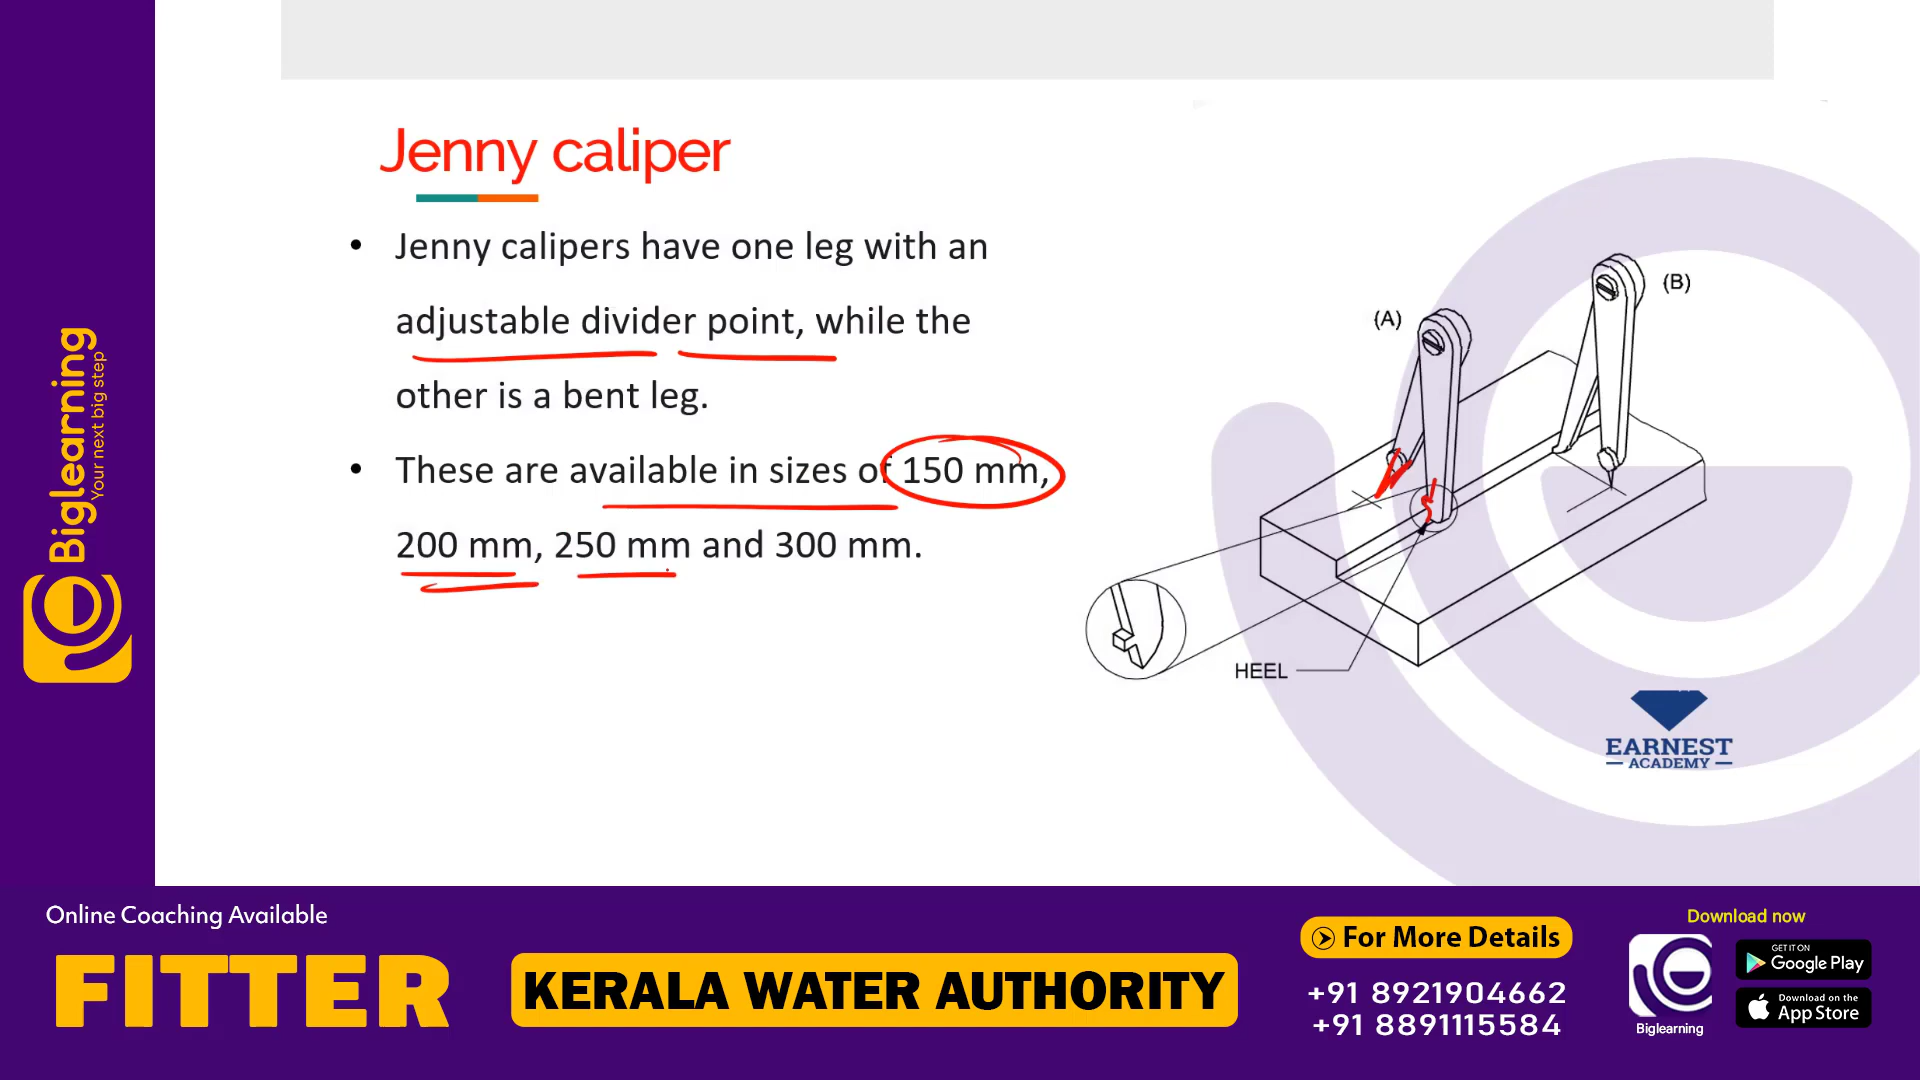 Jenny caliper
• Jenny calipers have one leg with an
adjustable divider point, while the
other is a bent leg.
• These are available in sizes of 150 mm,
200 mm, 250 mm and 300 mm.
(A)
(B)
HEEL
EARNEST
ACADEMY
Biglearning
Your next big step
Online Coaching Available
FITTER
KERALA WATER AUTHORITY
For More Details
+91 8921904662
+91 8891115584
Download now
Biglearning
GET IT ON
Google Play
Download on the
App Store